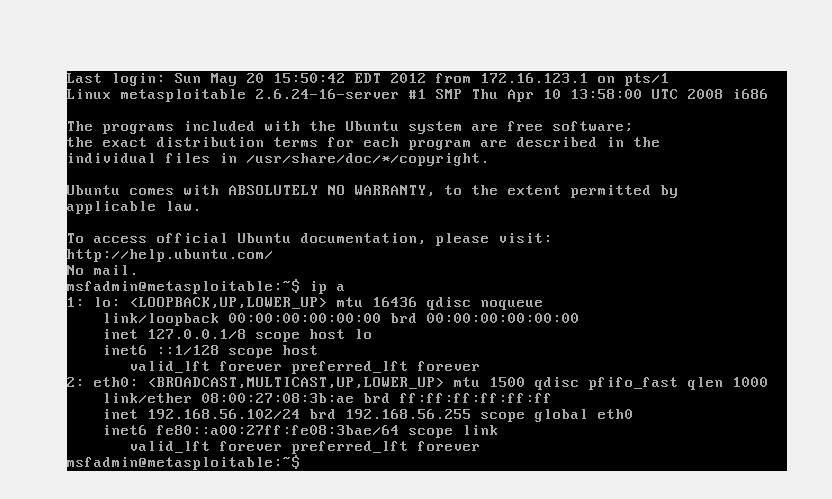 Last login: Sun May 20 15:50:42 EDT 2012 from 172.16.123.1 on pts/1
Linux metasploitable 2.6.24-16-server #1 SMP Thu Apr 10 13:58:00 UTC 2008 i686
The programs included with the Ubuntu system are free software;
the exact distribution terms for each program are described in the
individual files in /usr/share/doc/*/copyright.
Ubuntu comes with ABSOLUTELY NO WARRANTY, to the extent permitted by
applicable law.
To access official Ubuntu documentation, please visit:
http://help.ubuntu.com/
No mail.
msfadmin@metasploitable:~$ ip a
1: lo: <LOOPBACK,UP,LOWER_UP> mtu 16436 qdisc noqueue
link/loopback 00:00:00:00:00:00 brd 00:00:00:00:00:00
inet 127.0.0.1/8 scope host lo
inet6 ::1/128 scope host
valid_lft forever preferred_lft forever
2: eth0: <BROADCAST,MULTICAST,UP,LOWER_UP> mtu 1500 qdisc pfifo_fast qlen 1000
link/ether 08:00:27:08:3b:ae brd ff:ff:ff:ff:ff:ff
inet 192.168.56.102/24 brd 192.168.56.255 scope global eth0
inet6 fe80::a00:27ff:fe08:3bae/64 scope link
valid_lft forever preferred_lft forever
msfadmin@metasploitable:~$